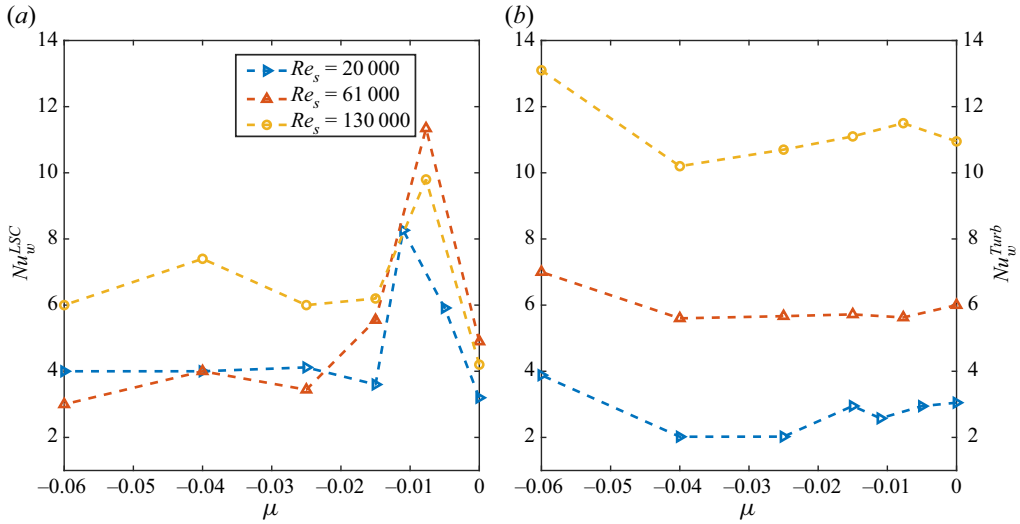 (a)
(b)
14
12
10
8
6
4
2
Nu_w^{LSC}
Re_s = 20 000
Re_s = 61 000
Re_s = 130 000
–0.06 –0.05 –0.04 –0.03 –0.02 –0.01 0
μ
14
12
10
8
6
4
2
–0.06 –0.05 –0.04 –0.03 –0.02 –0.01 0
μ
14
12
10
8
6
4
2
Nu_w^{Turb}